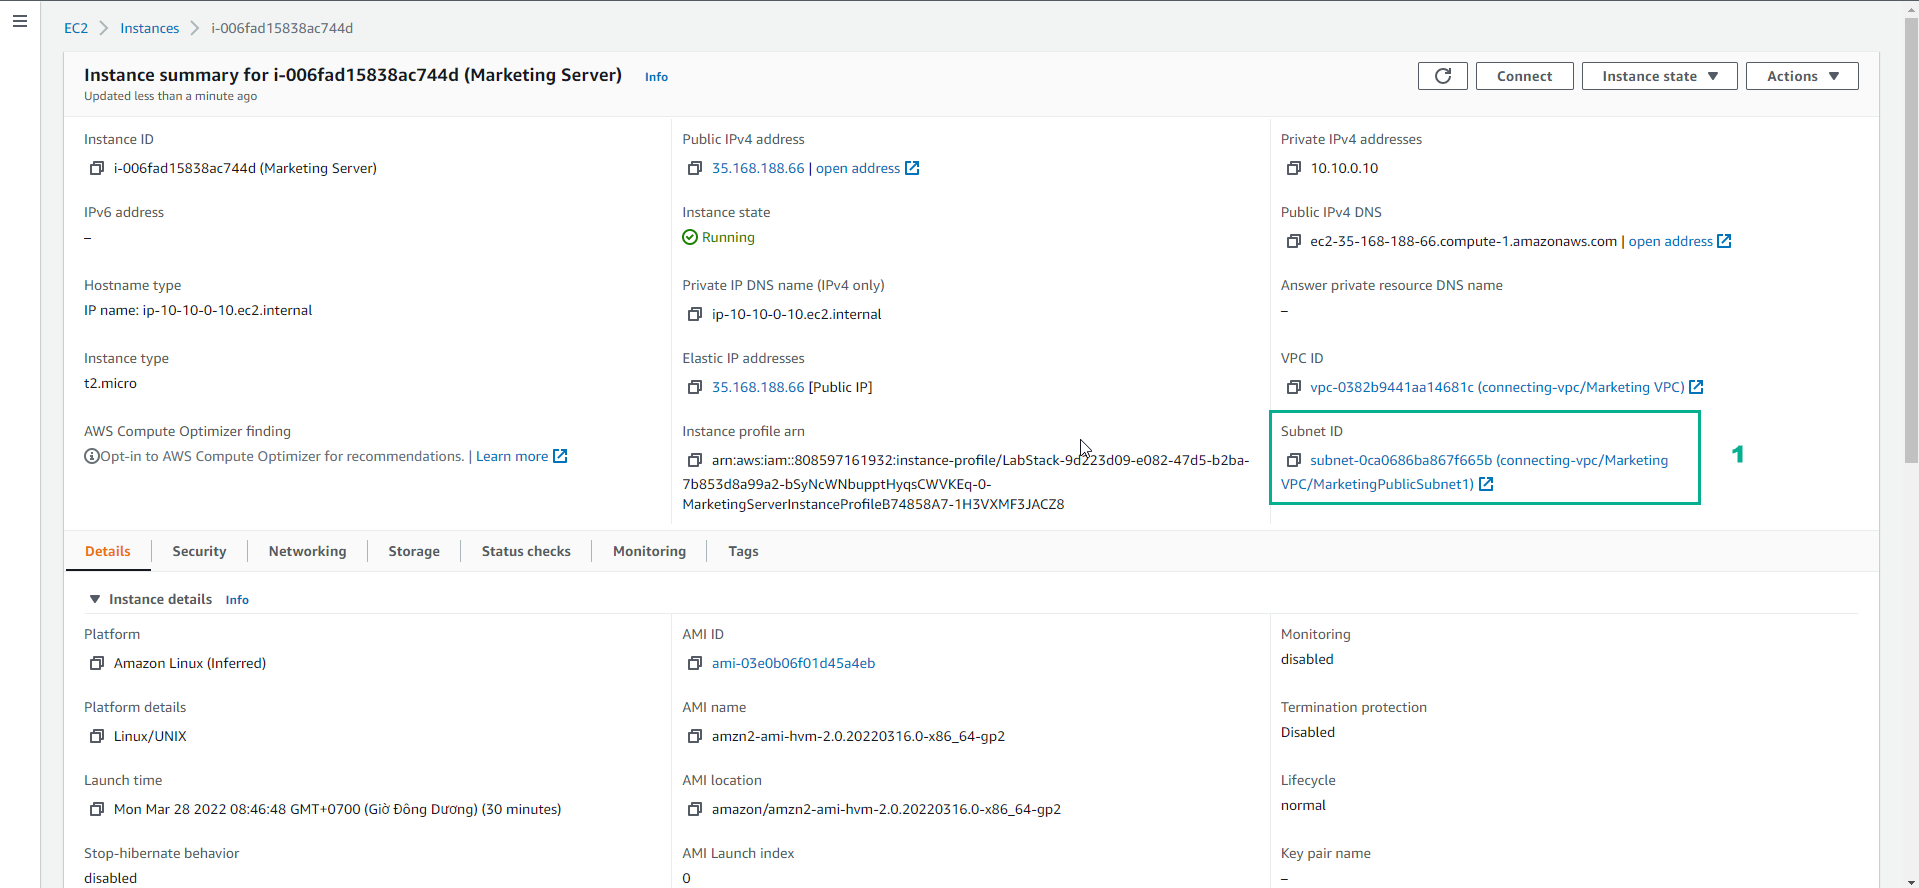 EC2 > Instances > i-006fad15838ac744d
Instance summary for i-006fad15838ac744d (Marketing Server) Info
Updated less than a minute ago
Connect
Instance state
Actions
Instance ID
i-006fad15838ac744d (Marketing Server)
Public IPv4 address
35.168.188.66 | open address
Private IPv4 addresses
10.10.0.10
IPv6 address
–
Instance state
Running
Public IPv4 DNS
ec2-35-168-188-66.compute-1.amazonaws.com | open address
Hostname type
IP name: ip-10-10-0-10.ec2.internal
Private IP DNS name (IPv4 only)
ip-10-10-0-10.ec2.internal
Answer private resource DNS name
–
Instance type
t2.micro
Elastic IP addresses
35.168.188.66 [Public IP]
VPC ID
vpc-0382b9441aa14681c (connecting-vpc/Marketing VPC)
AWS Compute Optimizer finding
Opt-in to AWS Compute Optimizer for recommendations. | Learn more
Instance profile arn
arn:aws:iam::808597161932:instance-profile/LabStack-9d223d09-e082-47d5-b2ba-
7b853d8a99a2-bSyNcWNbupptHyqsCWVKEq-0-
MarketingServerInstanceProfileB74858A7-1H3VXMF3JACZ8
Subnet ID
subnet-0ca0686ba867f665b (connecting-vpc/Marketing
VPC/MarketingPublicSubnet1)
1
Details
Security
Networking
Storage
Status checks
Monitoring
Tags
Instance details Info
Platform
Amazon Linux (Inferred)
AMI ID
ami-03e0b06f01d45a4eb
Monitoring
disabled
Platform details
Linux/UNIX
AMI name
amzn2-ami-hvm-2.0.20220316.0-x86_64-gp2
Termination protection
Disabled
Launch time
Mon Mar 28 2022 08:46:48 GMT+0700 (Giờ Đông Dương) (30 minutes)
AMI location
amazon/amzn2-ami-hvm-2.0.20220316.0-x86_64-gp2
Lifecycle
normal
Stop-hibernate behavior
disabled
AMI Launch index
0
Key pair name
–